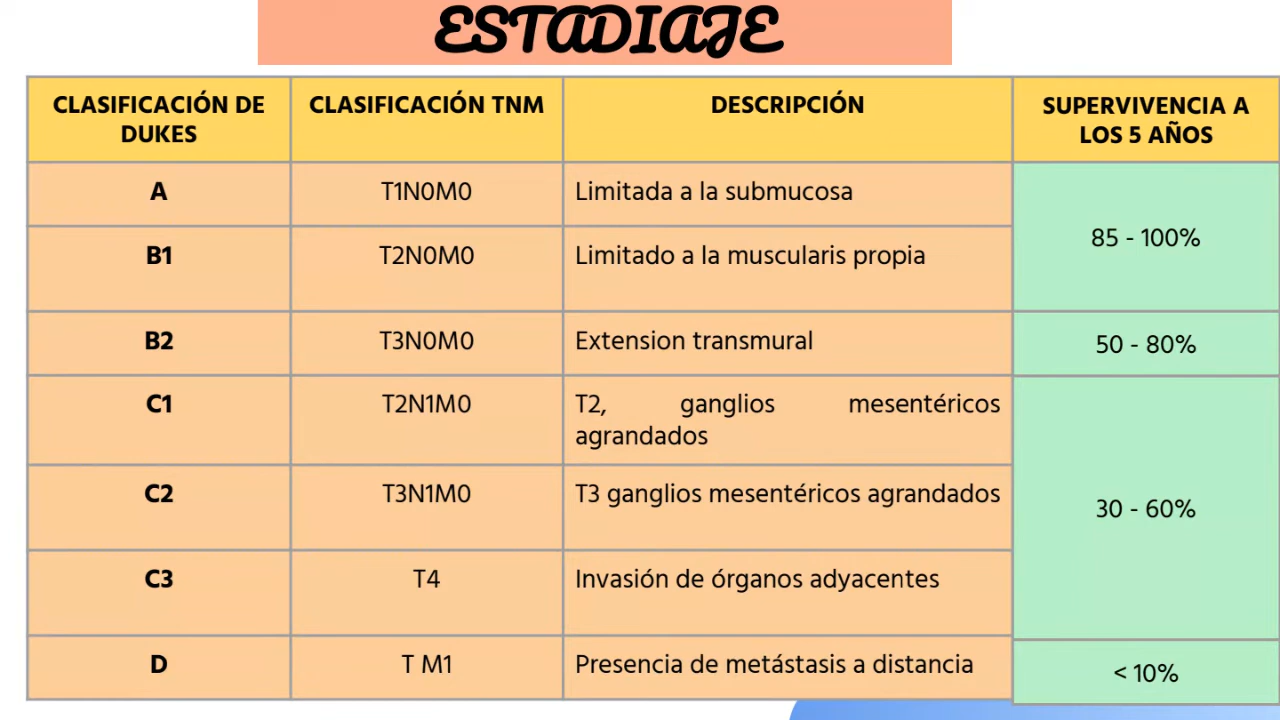 ESTADIAJE
CLASIFICACIÓN DE
DUKES
CLASIFICACIÓN TNM
DESCRIPCIÓN
SUPERVIVENCIA A
LOS 5 AÑOS
A
T1N0M0
Limitada a la submucosa
85 - 100%
B1
T2N0M0
Limitado a la muscularis propia
B2
T3N0M0
Extension transmural
50 - 80%
C1
T2N1M0
T2, ganglios mesentéricos
agrandados
30 - 60%
C2
T3N1M0
T3 ganglios mesentéricos agrandados
C3
T4
Invasión de órganos adyacentes
D
T M1
Presencia de metástasis a distancia
< 10%